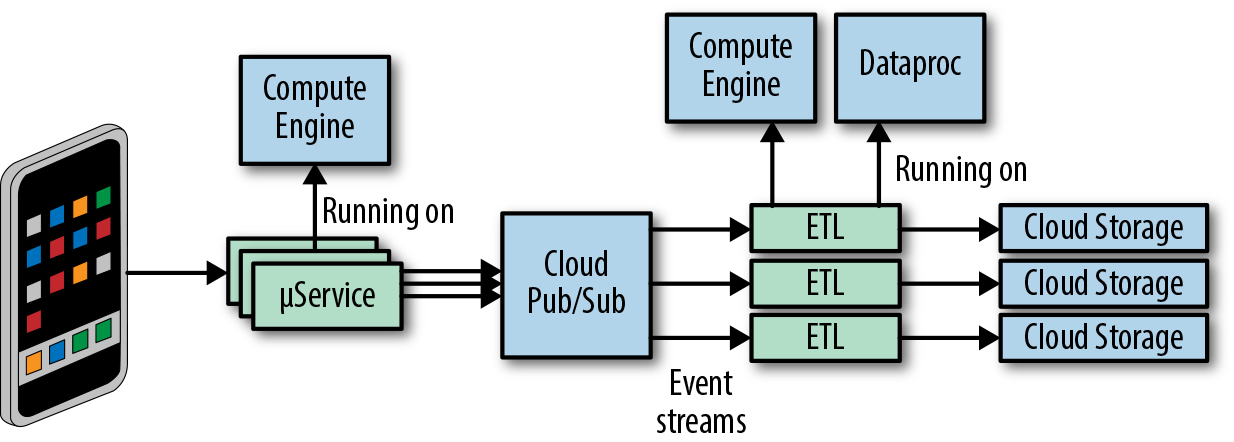 Compute
Engine
Running on
µService
Cloud
Pub/Sub
Event
streams
Compute
Engine
Dataproc
Running on
ETL
Cloud Storage
ETL
Cloud Storage
ETL
Cloud Storage